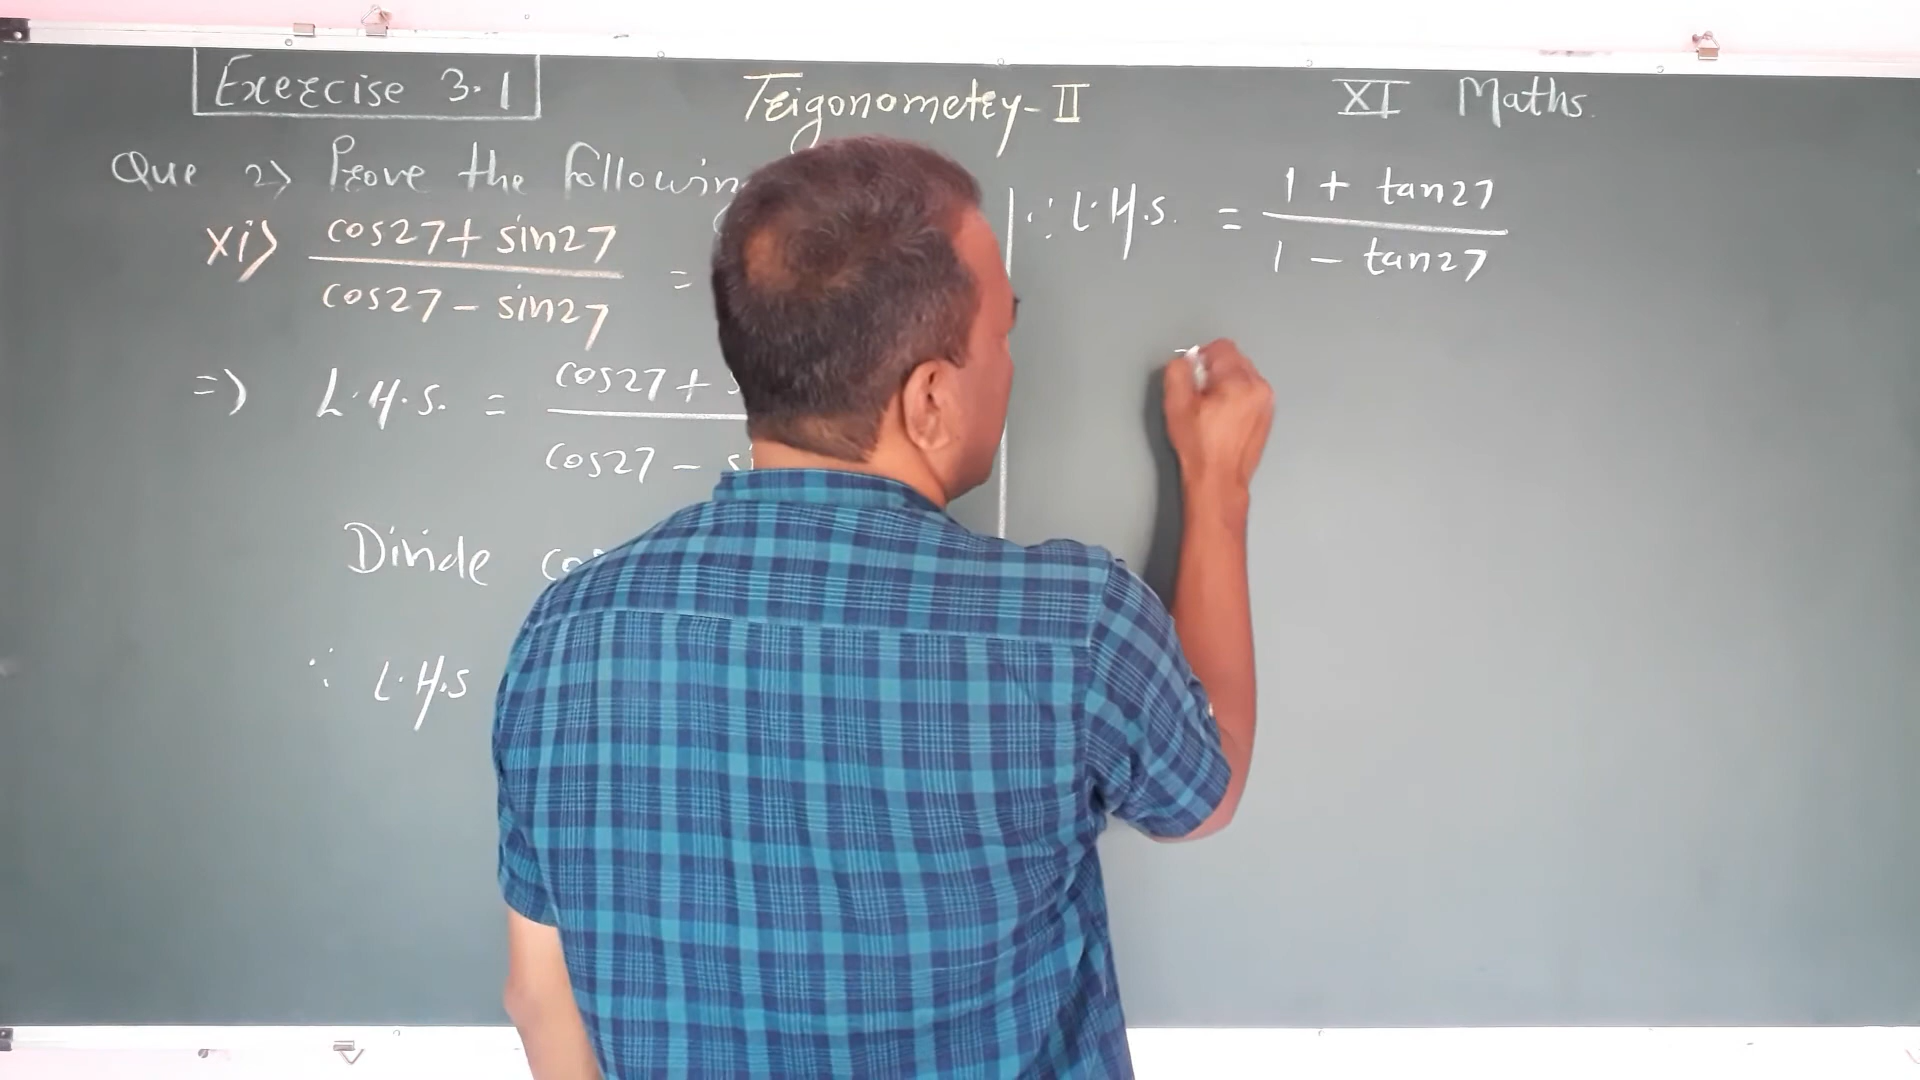 Exercise 3.1
Trigonometry-II
XI Maths.
Que 2> Prove the following
xi> cos27 + sin27
cos27 - sin27
=
=> L.H.S. = cos27 +
cos27 -
Divide
∴ L.H.S
∵ L.H.S. = 1 + tan27
1 - tan27